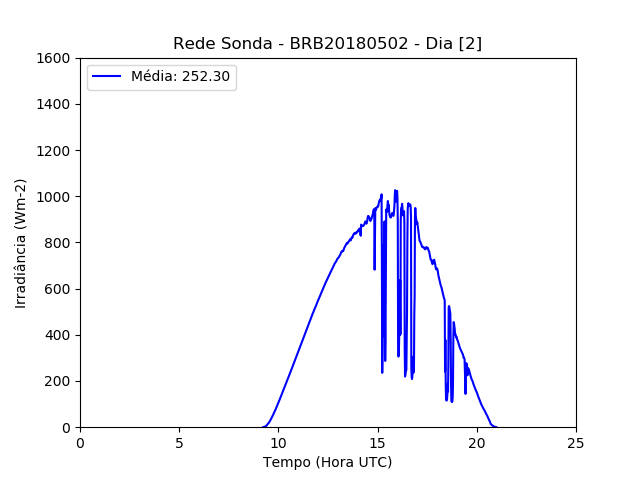 Rede Sonda - BRB20180502 - Dia [2]
Média: 252.30
Irradiância (Wm-2)
1600
1400
1200
1000
800
600
400
200
0
0 5 10 15 20 25
Tempo (Hora UTC)